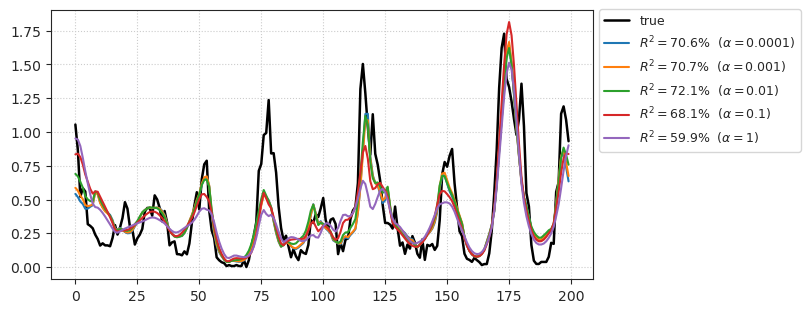 1.75
1.50
1.25
1.00
0.75
0.50
0.25
0.00
0 25 50 75 100 125 150 175 200
true
R² = 70.6% (α = 0.0001)
R² = 70.7% (α = 0.001)
R² = 72.1% (α = 0.01)
R² = 68.1% (α = 0.1)
R² = 59.9% (α = 1)